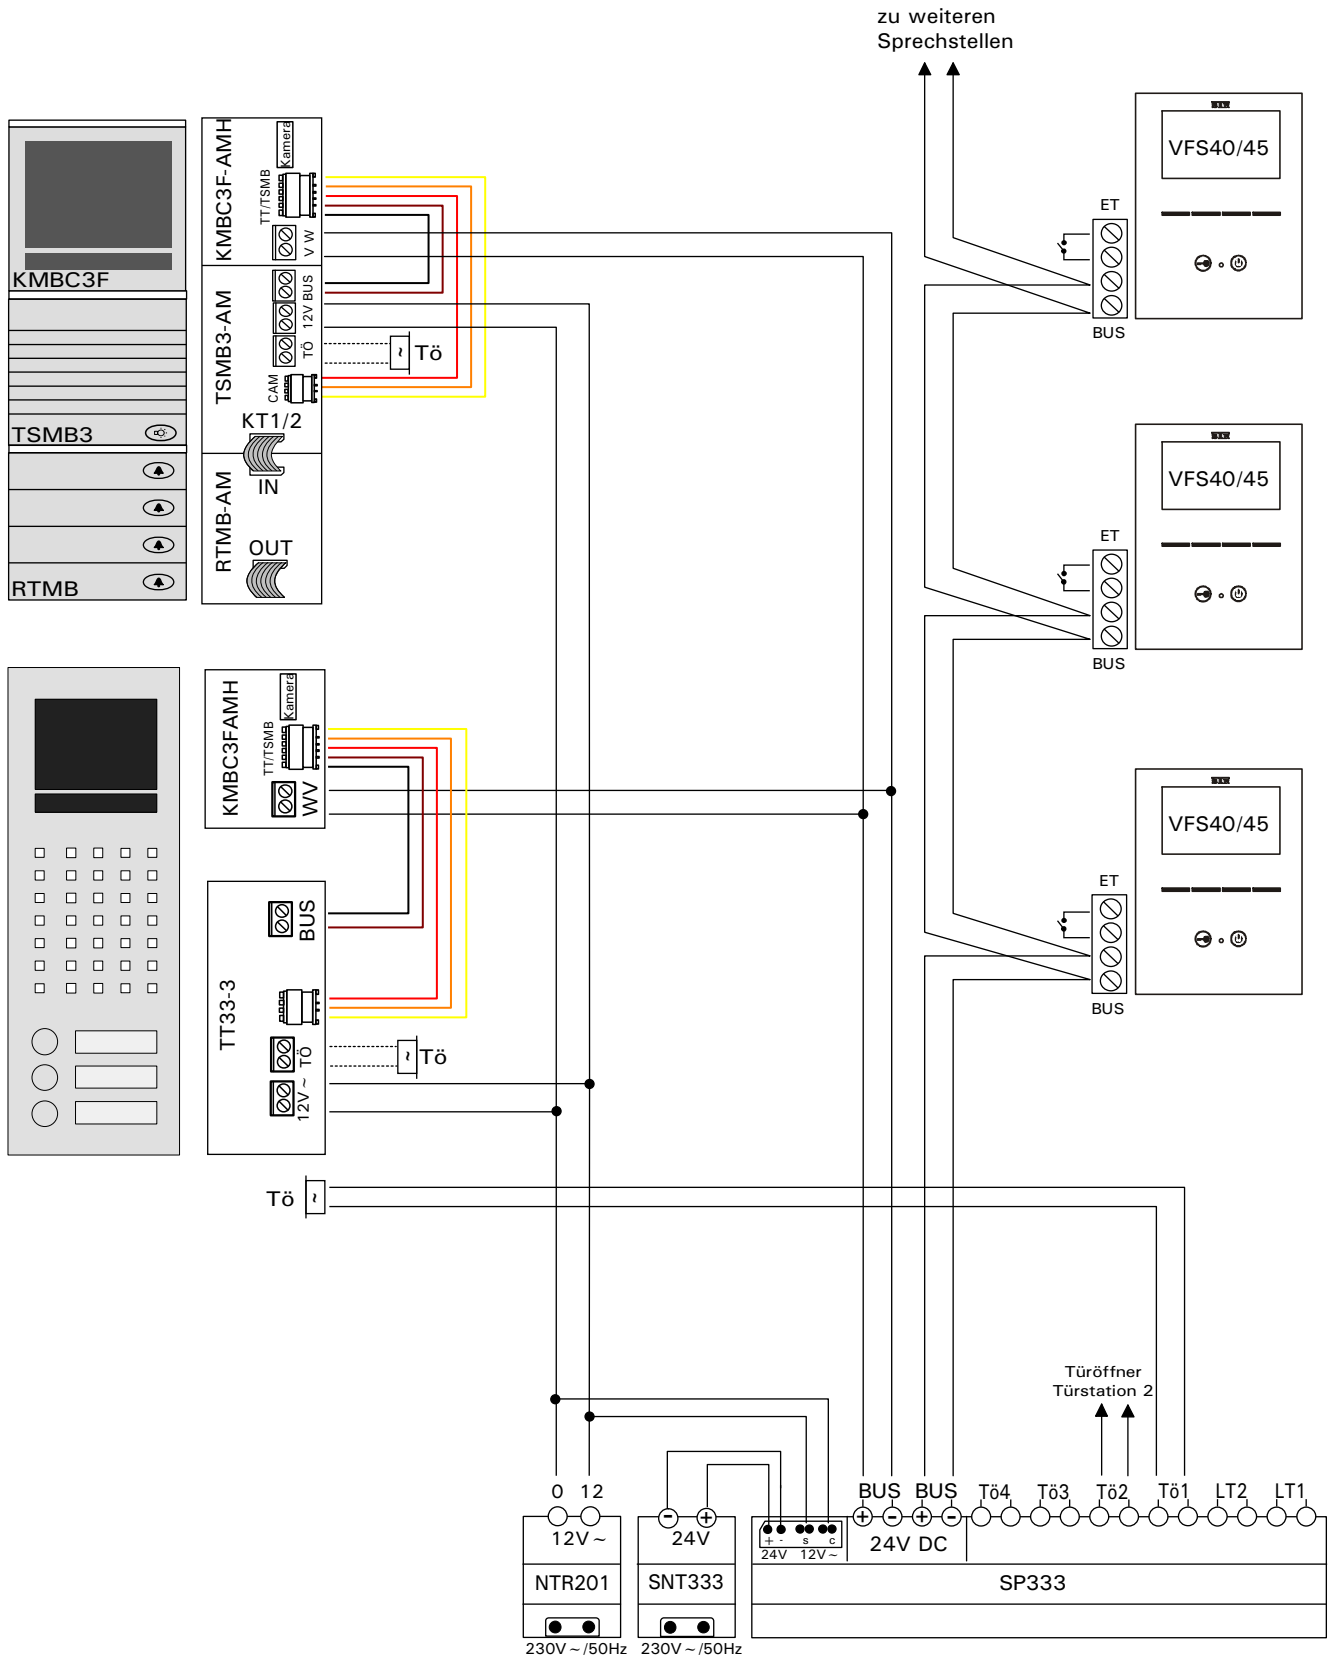 zu weiteren
Sprechstellen
KMBC3F
TSMB3
RTMB
KMBC3F-AMH
Kamera
TT/TSMB
V W
TSMB3-AM
BUS
12V
TÖ
CAM
Tö
KT1/2
RTMB-AM
IN
OUT
VFS40/45
ET
BUS
VFS40/45
ET
BUS
VFS40/45
ET
BUS
KMBC3FAMH
Kamera
TT/TSMB
WV
TT33-3
BUS
TÖ
12V~
Tö
Tö
Türöffner
Türstation 2
0 12
12V~
NTR201
230V~/50Hz
- +
24V
SNT333
230V~/50Hz
+ - s c
24V 12V~
BUS BUS
+ - + -
24V DC
Tö4 Tö3 Tö2 Tö1 LT2 LT1
SP333